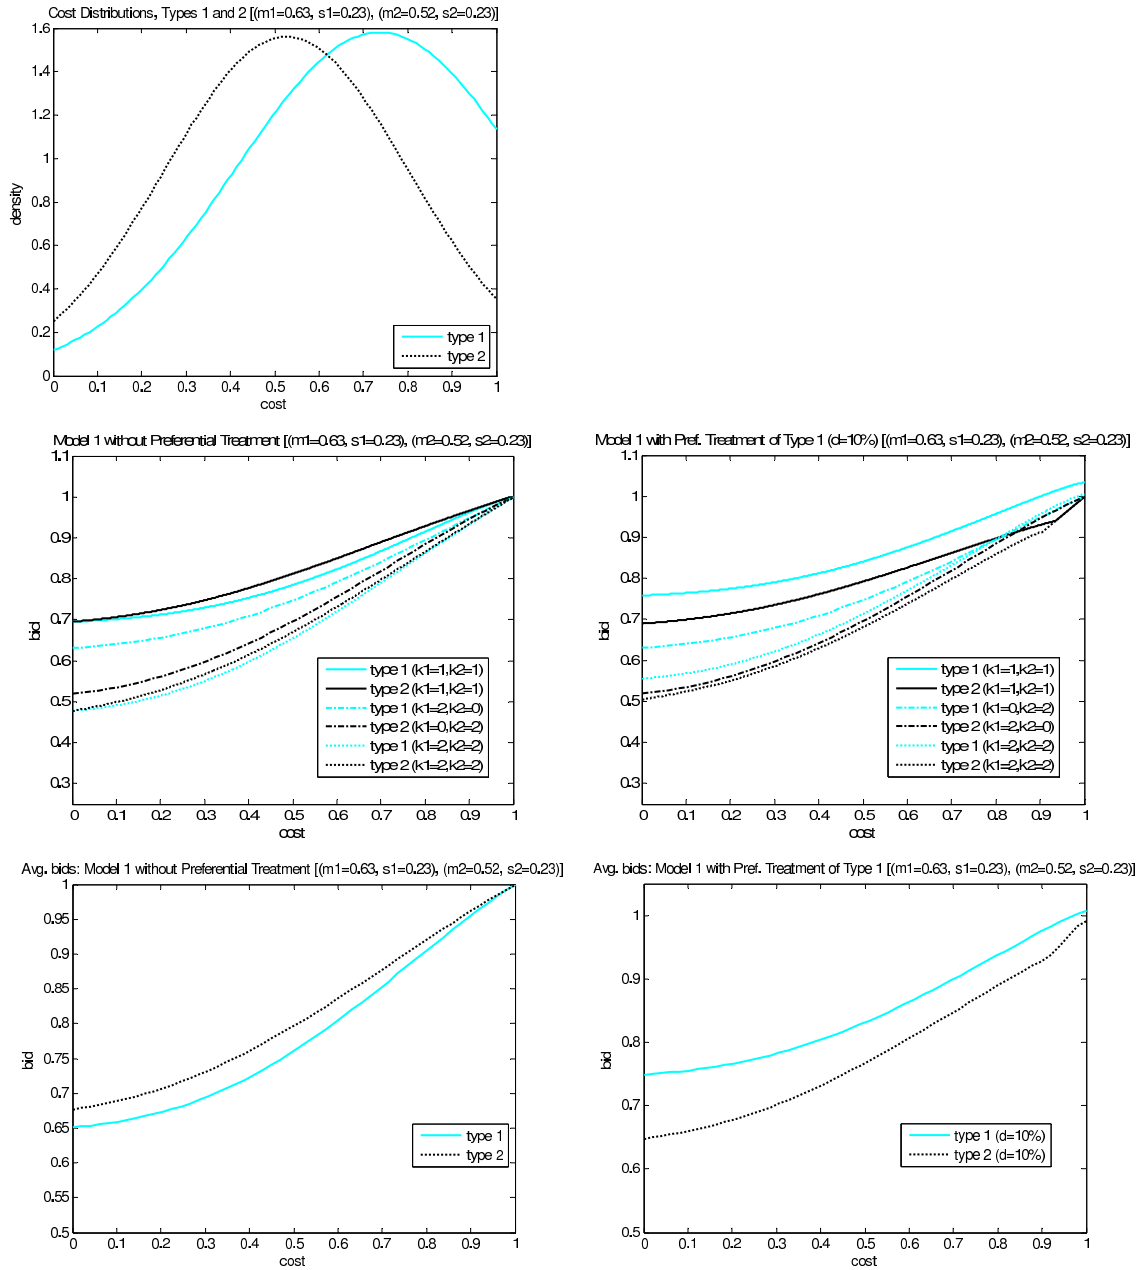 Cost Distributions, Types 1 and 2 [(m1=0.63, s1=0.23), (m2=0.52, s2=0.23)]
1.6
1.4
1.2
1
0.8
0.6
0.4
0.2
0
density
type 1
type 2
0 0.1 0.2 0.3 0.4 0.5 0.6 0.7 0.8 0.9 1
cost
Model 1 without Preferential Treatment [(m1=0.63, s1=0.23), (m2=0.52, s2=0.23)]
1.1
1
0.9
0.8
0.7
0.6
0.5
0.4
0.3
bid
type 1 (k1=1,k2=1)
type 2 (k1=1,k2=1)
type 1 (k1=2,k2=0)
type 2 (k1=0,k2=2)
type 1 (k1=2,k2=2)
type 2 (k1=2,k2=2)
0 0.1 0.2 0.3 0.4 0.5 0.6 0.7 0.8 0.9 1
cost
Model 1 with Pref. Treatment of Type 1 (d=10%) [(m1=0.63, s1=0.23), (m2=0.52, s2=0.23)]
1.1
1
0.9
0.8
0.7
0.6
0.5
0.4
0.3
bid
type 1 (k1=1,k2=1)
type 2 (k1=1,k2=1)
type 1 (k1=0,k2=2)
type 2 (k1=2,k2=0)
type 1 (k1=2,k2=2)
type 2 (k1=2,k2=2)
0 0.1 0.2 0.3 0.4 0.5 0.6 0.7 0.8 0.9 1
cost
Avg. bids: Model 1 without Preferential Treatment [(m1=0.63, s1=0.23), (m2=0.52, s2=0.23)]
1
0.95
0.9
0.85
0.8
0.75
0.7
0.65
0.6
0.55
0.5
bid
type 1
type 2
0 0.1 0.2 0.3 0.4 0.5 0.6 0.7 0.8 0.9 1
cost
Avg. bids: Model 1 with Pref. Treatment of Type 1 [(m1=0.63, s1=0.23), (m2=0.52, s2=0.23)]
1
0.9
0.8
0.7
0.6
0.5
bid
type 1 (d=10%)
type 2 (d=10%)
0 0.1 0.2 0.3 0.4 0.5 0.6 0.7 0.8 0.9 1
cost